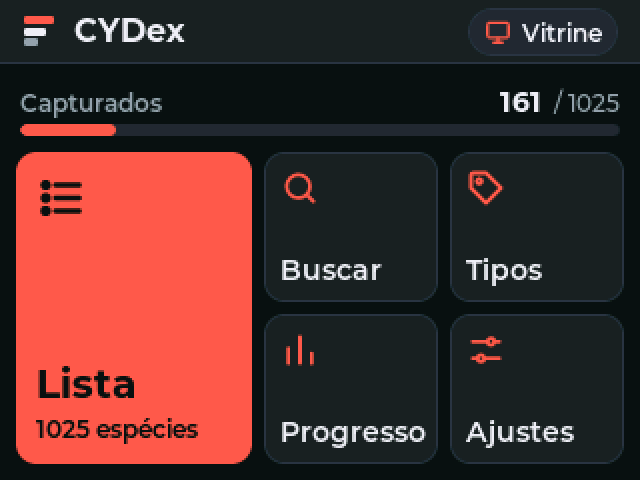 CYDex
Vitrine
Capturados
161 / 1025
Buscar
Tipos
Lista
1025 espécies
Progresso
Ajustes